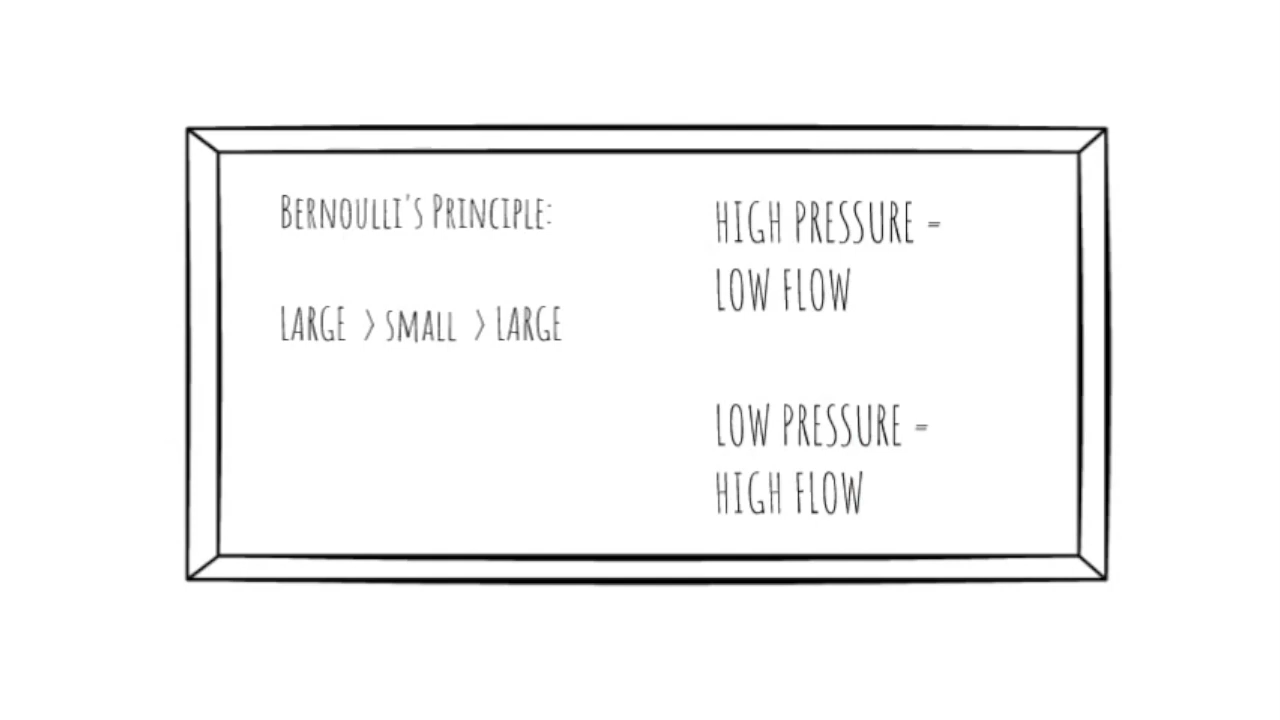 Bernoulli's Principle:
LARGE > small > LARGE
HIGH PRESSURE =
LOW FLOW
LOW PRESSURE =
HIGH FLOW